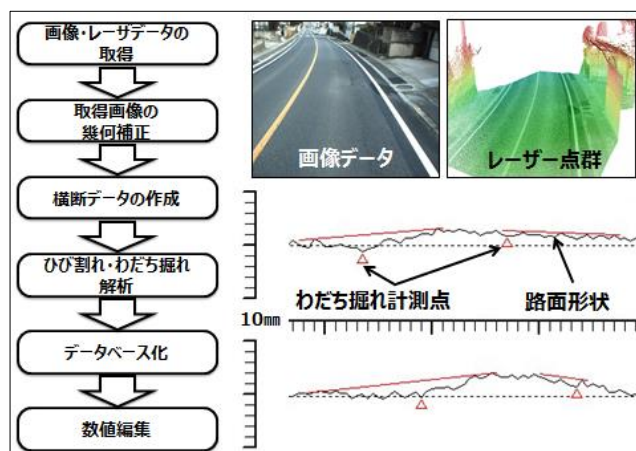 画像・レーザデータの
取得
取得画像の
幾何補正
横断データの作成
ひび割れ・わだち掘れ
解析
データベース化
数値編集
画像データ
レーザー点群
わだち掘れ計測点
路面形状
10mm